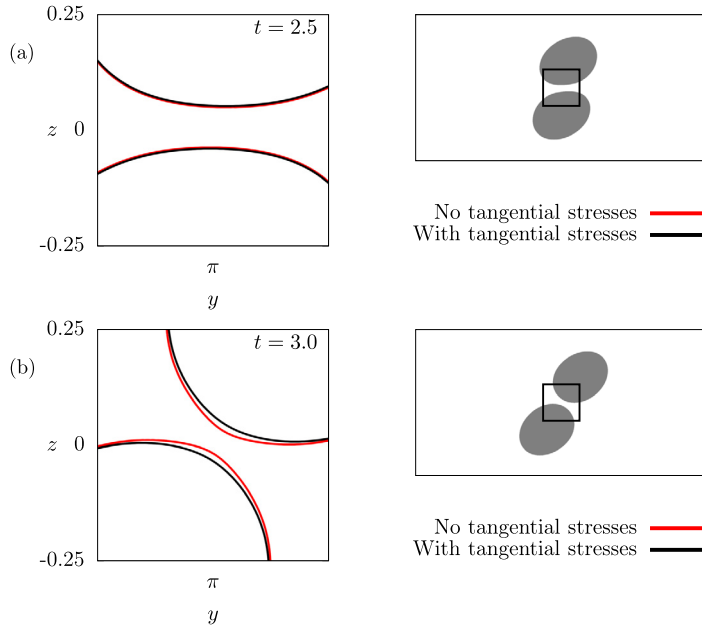 0.25
t = 2.5
(a)
z 0
-0.25
π
y
No tangential stresses
With tangential stresses
0.25
t = 3.0
(b)
z 0
-0.25
π
y
No tangential stresses
With tangential stresses